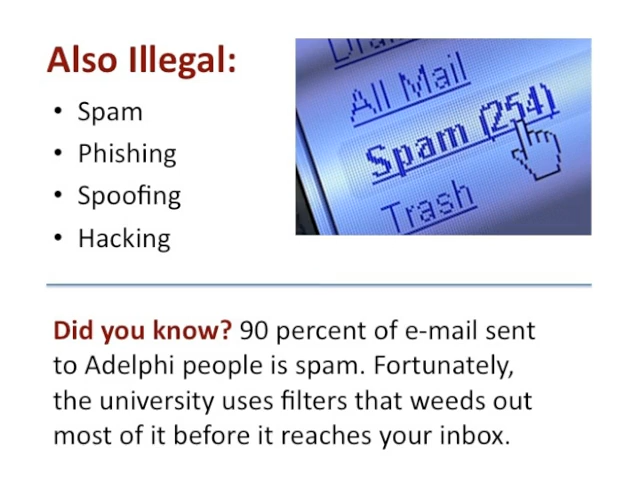 Also Illegal:
• Spam
• Phishing
• Spoofing
• Hacking
All Mail
Spam (254)
Trash
Did you know? 90 percent of e-mail sent
to Adelphi people is spam. Fortunately,
the university uses filters that weeds out
most of it before it reaches your inbox.